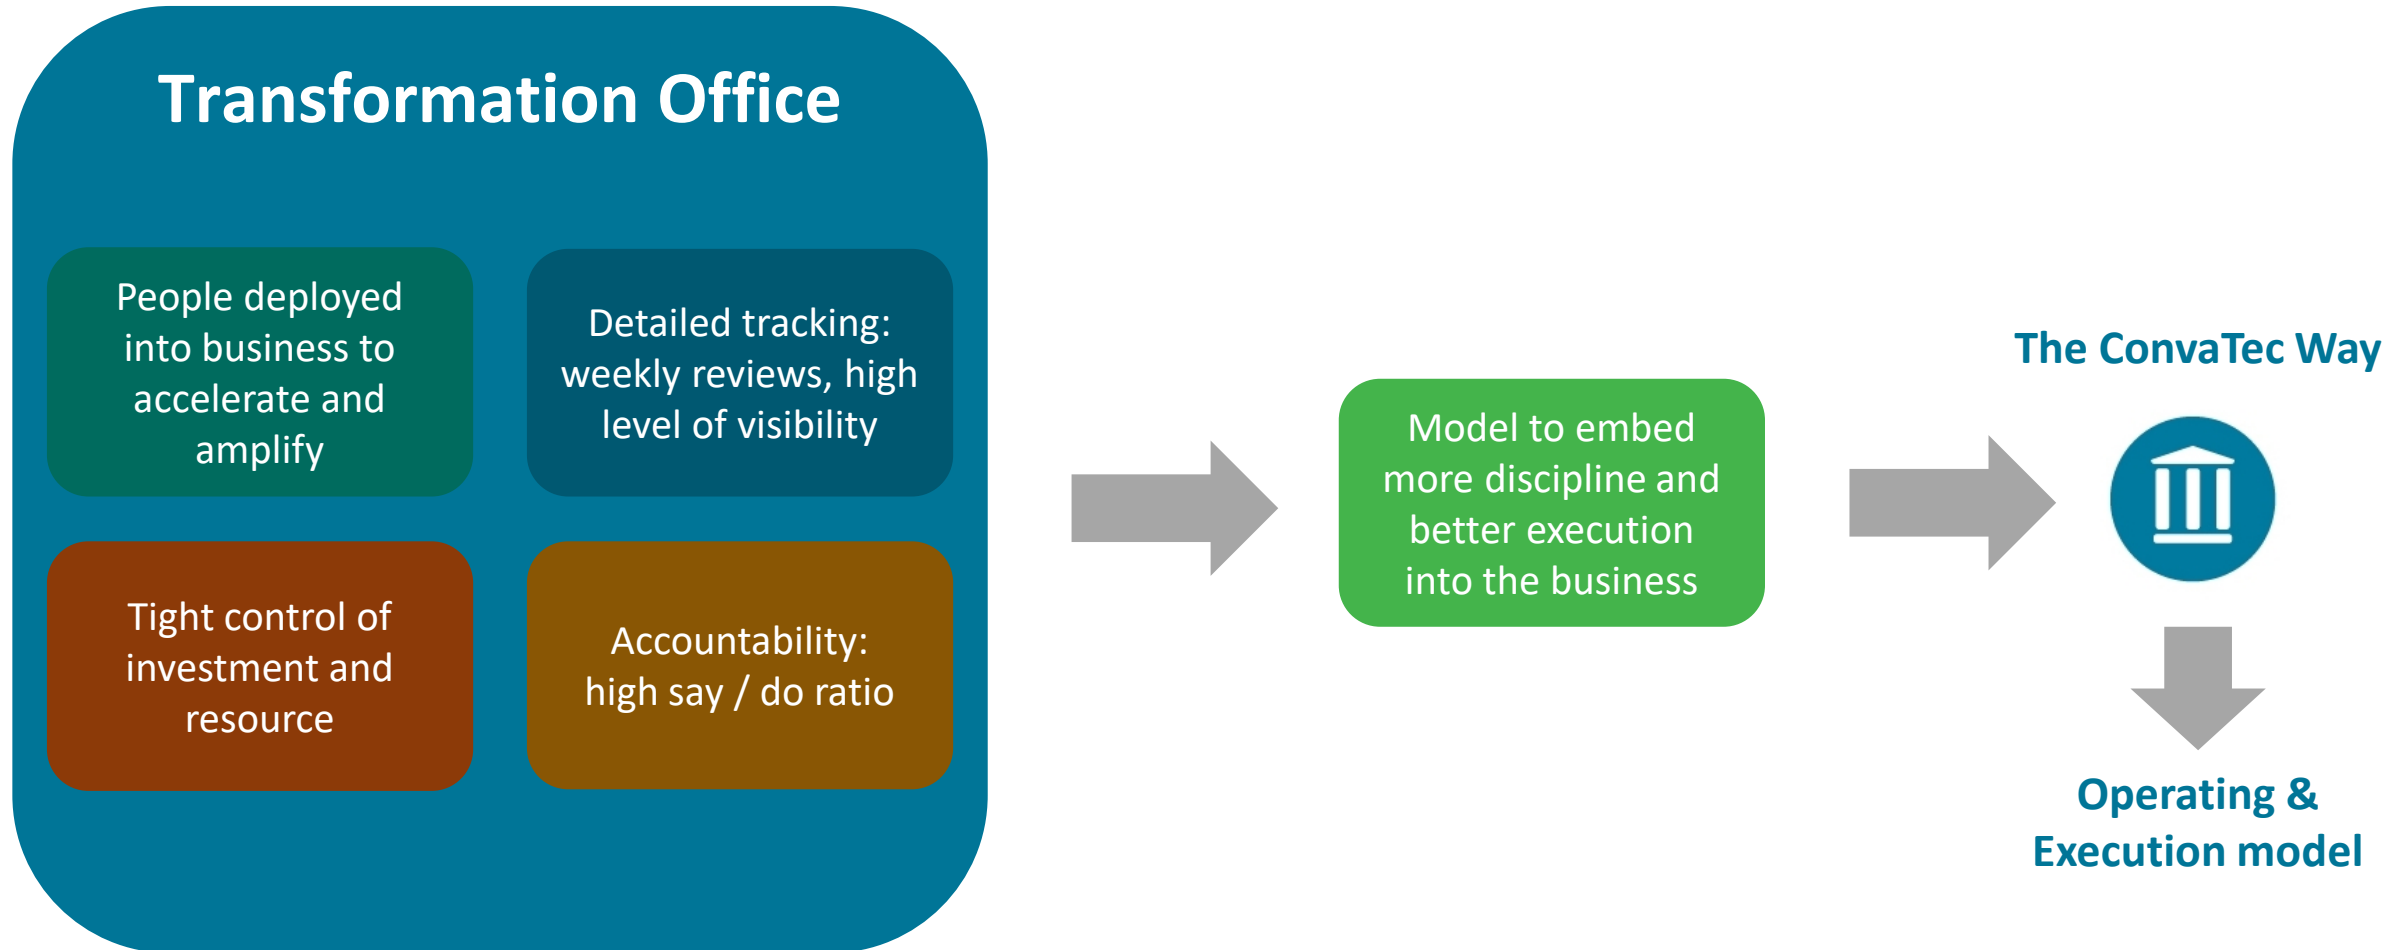 Transformation Office
People deployed
into business to
accelerate and
amplify
Detailed tracking:
weekly reviews, high
level of visibility
Tight control of
investment and
resource
Accountability:
high say / do ratio
Model to embed
more discipline and
better execution
into the business
The ConvaTec Way
Operating &
Execution model